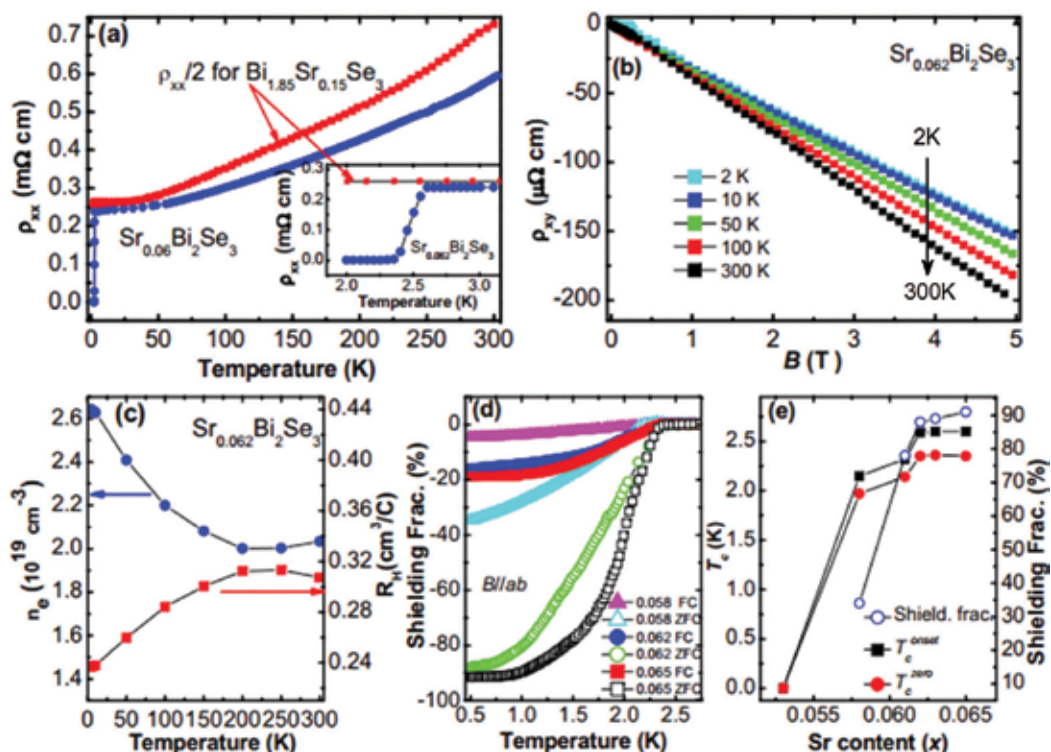 (a)
ρxx/2 for Bi1.85Sr0.15Se3
Sr0.06Bi2Se3
ρxx (mΩ cm)
0.7
0.6
0.5
0.4
0.3
0.2
0.1
0.0
0 50 100 150 200 250 300
Temperature (K)
ρxx (mΩ cm)
0.3
0.2
0.1
0.0
Sr0.062Bi2Se3
2.0 2.5 3.0
Temperature (K)
(b)
Sr0.062Bi2Se3
ρxy (μΩ cm)
0
-50
-100
-150
-200
2 K
10 K
50 K
100 K
300 K
2K
300K
0 1 2 3 4 5
B (T)
(c)
Sr0.062Bi2Se3
ne (10^19 cm^-3)
2.6
2.4
2.2
2.0
1.8
1.6
1.4
0.44
0.40
0.36
0.32
0.28
0.24
RH(cm^3/C)
0 50 100 150 200 250 300
Temperature (K)
(d)
Shielding Frac. (%)
0
-20
-40
-60
-80
-100
B//ab
0.058 FC
0.058 ZFC
0.062 FC
0.062 ZFC
0.065 FC
0.065 ZFC
0.5 1.0 1.5 2.0 2.5
Temperature (K)
(e)
Tc (K)
2.5
2.0
1.5
1.0
0.5
0.0
90
80
70
60
50
40
30
20
10
Shielding Frac. (%)
Shield. frac.
Tc^onset
Tc^zero
0.055 0.060 0.065
Sr content (x)